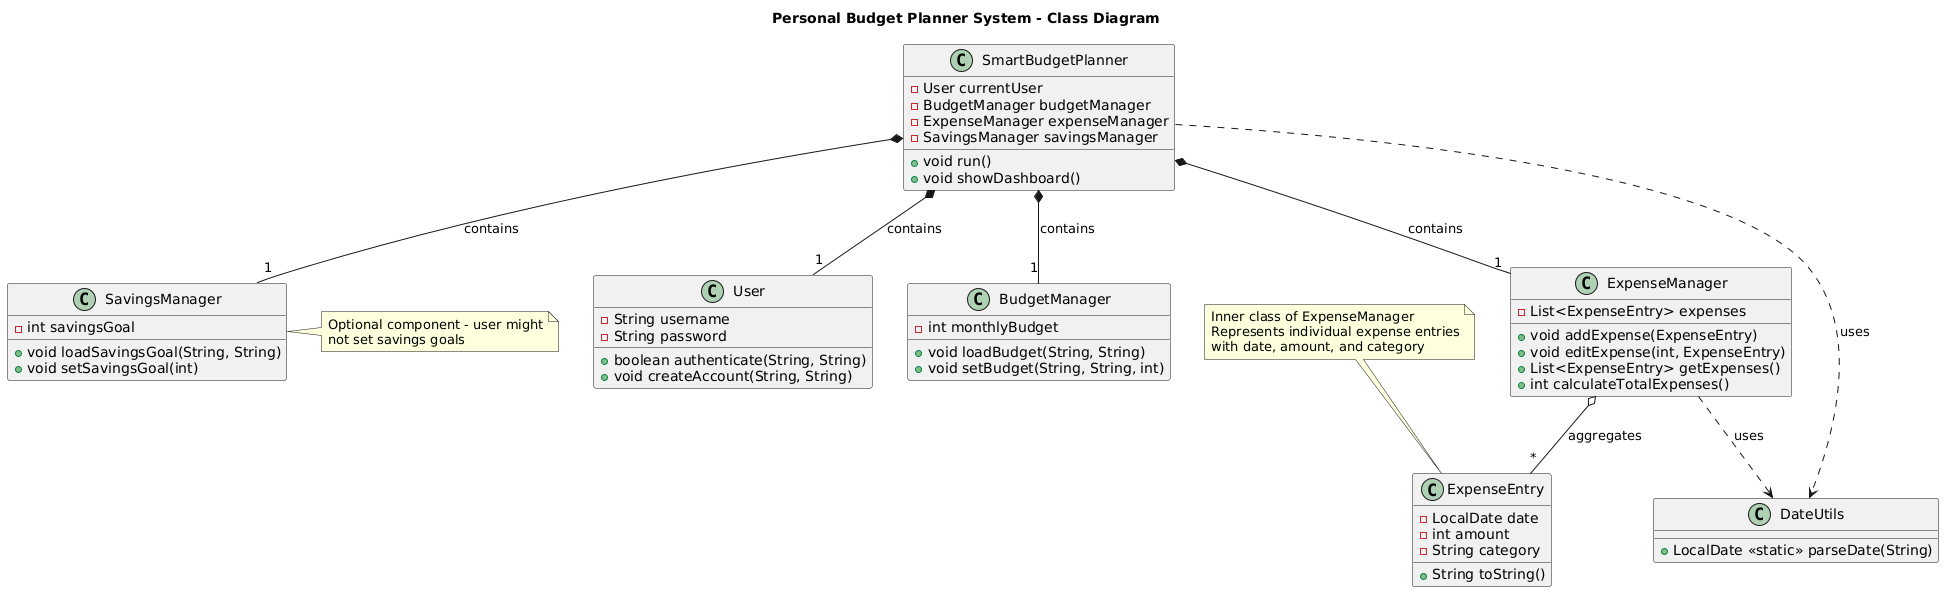 Personal Budget Planner System - Class Diagram
C SmartBudgetPlanner
User currentUser
BudgetManager budgetManager
ExpenseManager expenseManager
SavingsManager savingsManager
void run()
void showDashboard()
contains
contains
contains
contains
uses
1
1
1
1
C SavingsManager
int savingsGoal
void loadSavingsGoal(String, String)
void setSavingsGoal(int)
Optional component - user might
not set savings goals
C User
String username
String password
boolean authenticate(String, String)
void createAccount(String, String)
C BudgetManager
int monthlyBudget
void loadBudget(String, String)
void setBudget(String, String, int)
Inner class of ExpenseManager
Represents individual expense entries
with date, amount, and category
C ExpenseManager
List<ExpenseEntry> expenses
void addExpense(ExpenseEntry)
void editExpense(int, ExpenseEntry)
List<ExpenseEntry> getExpenses()
int calculateTotalExpenses()
aggregates
uses
*
C ExpenseEntry
LocalDate date
int amount
String category
String toString()
C DateUtils
LocalDate «static» parseDate(String)